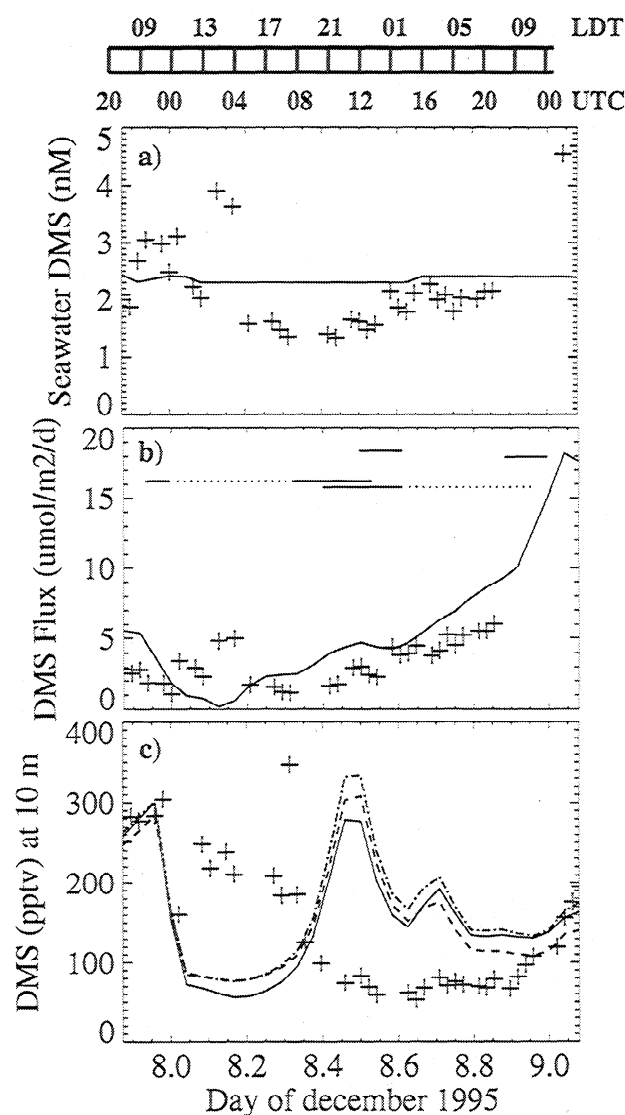 09 13 17 21 01 05 09 LDT
20 00 04 08 12 16 20 00 UTC
a)
Seawater DMS (nM)
5
4
3
2
1
0
b)
DMS Flux (umol/m2/d)
20
15
10
5
0
c)
DMS (pptv) at 10 m
400
300
200
100
0
8.0 8.2 8.4 8.6 8.8 9.0
Day of december 1995